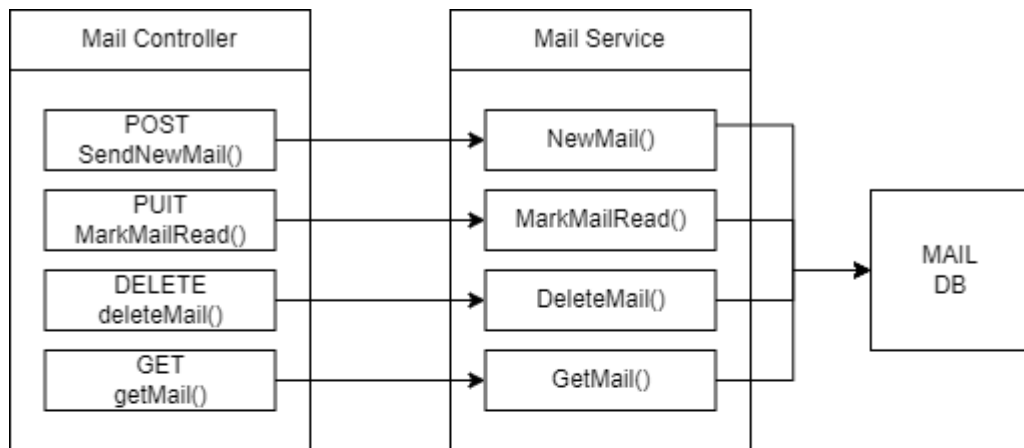 Mail Controller
POST
SendNewMail()
PUIT
MarkMailRead()
DELETE
deleteMail()
GET
getMail()
Mail Service
NewMail()
MarkMailRead()
DeleteMail()
GetMail()
MAIL
DB